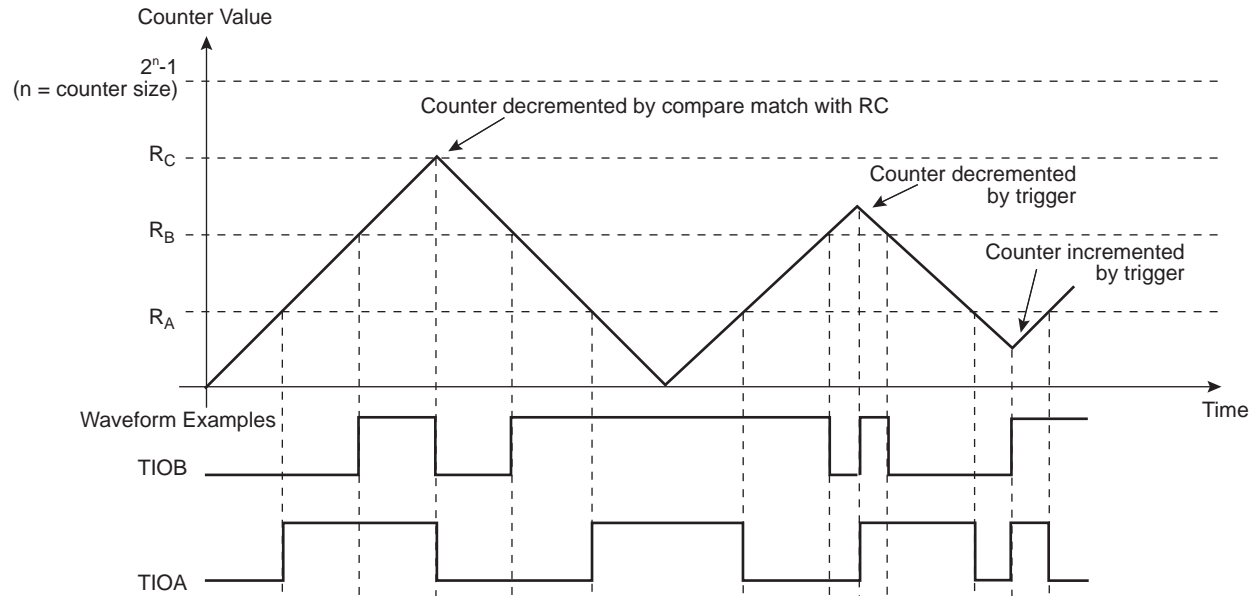 Counter Value
2ⁿ-1
(n = counter size)
Counter decremented by compare match with RC
R_C
Counter decremented
by trigger
R_B
Counter incremented
by trigger
R_A
Time
Waveform Examples
TIOB
TIOA